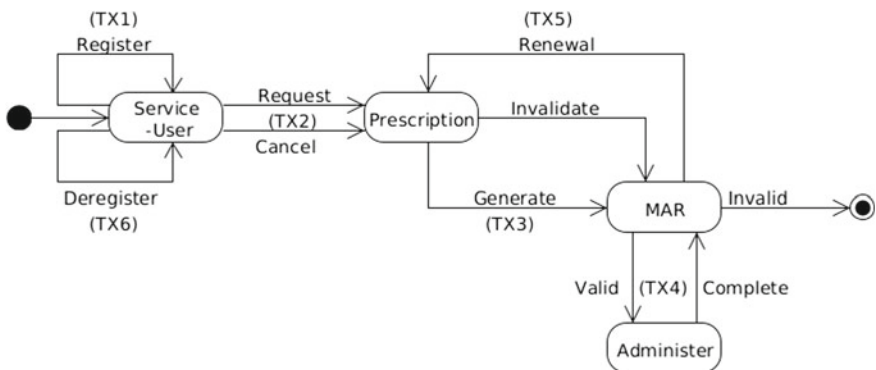 (TX1)
Register
(TX5)
Renewal
Service
-User
Request
(TX2)
Cancel
Prescription
Invalidate
Deregister
(TX6)
Generate
(TX3)
MAR
Invalid
Valid
(TX4)
Complete
Administer